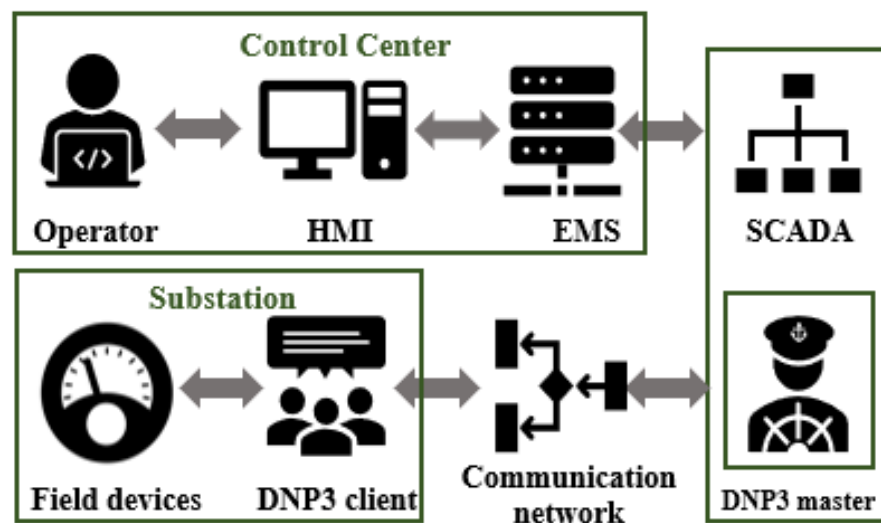 Control Center
</>
Operator
HMI
EMS
SCADA
Substation
Field devices
DNP3 client
Communication
network
DNP3 master